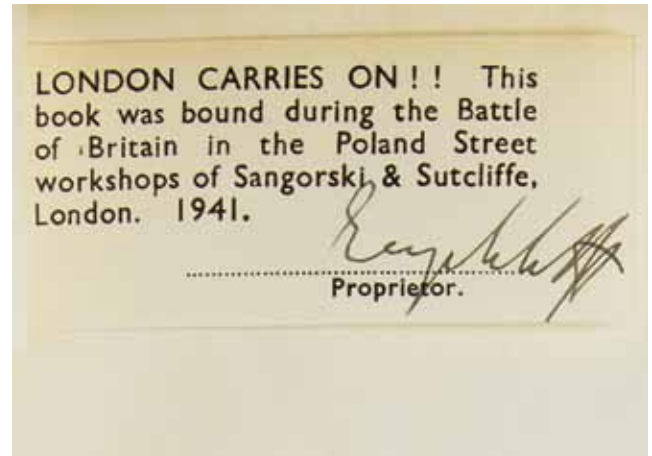 LONDON CARRIES ON!! This
book was bound during the Battle
of Britain in the Poland Street
workshops of Sangorski & Sutcliffe,
London. 1941.
Proprietor.